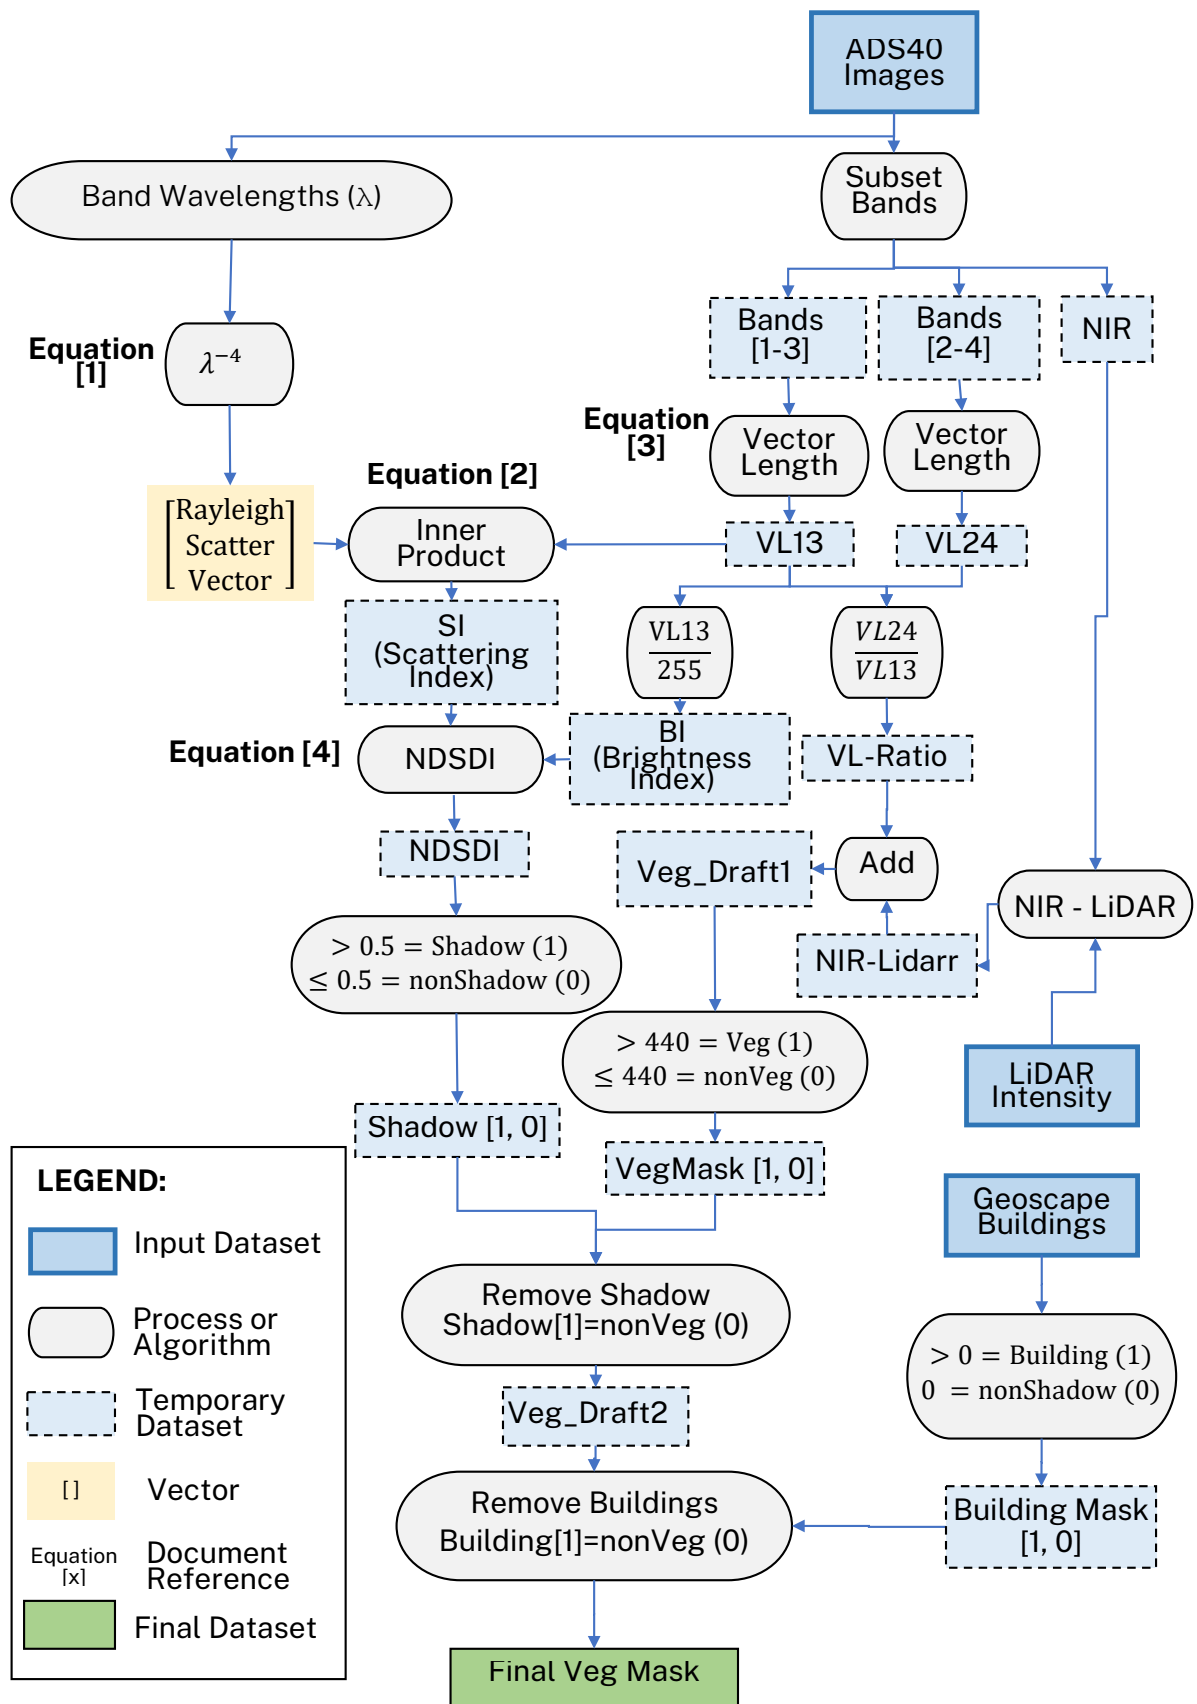 ADS40
Images
Band Wavelengths (λ)
Subset
Bands
Bands
[1-3]
Bands
[2-4]
NIR
Equation
[1]
λ⁻⁴
Equation
[3]
Vector
Length
Vector
Length
Equation [2]
[Rayleigh
Scatter
Vector]
Inner
Product
VL13
VL24
SI
(Scattering
Index)
VL13
255
VL24
VL13
Equation [4]
NDSDI
BI
(Brightness
Index)
VL-Ratio
NDSDI
Veg_Draft1
Add
NIR - LiDAR
> 0.5 = Shadow (1)
≤ 0.5 = nonShadow (0)
NIR-Lidarr
> 440 = Veg (1)
≤ 440 = nonVeg (0)
LiDAR
Intensity
Shadow [1, 0]
VegMask [1, 0]
Geoscape
Buildings
Remove Shadow
Shadow[1]=nonVeg (0)
> 0 = Building (1)
0 = nonShadow (0)
Veg_Draft2
Remove Buildings
Building[1]=nonVeg (0)
Building Mask
[1, 0]
Final Veg Mask
LEGEND:
Input Dataset
Process or
Algorithm
Temporary
Dataset
[ ]
Vector
Equation
[x]
Document
Reference
Final Dataset